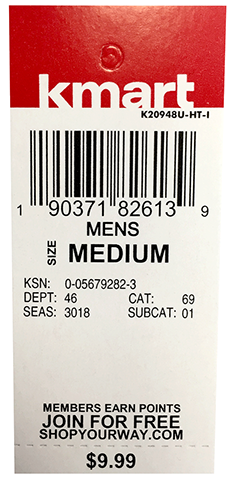 kmart
K20948U-HT-I
1 90371 82613 9
MENS
SIZE MEDIUM
KSN: 0-05679282-3
DEPT: 46 CAT: 69
SEAS: 3018 SUBCAT: 01
MEMBERS EARN POINTS
JOIN FOR FREE
SHOPYOURWAY.COM
$9.99